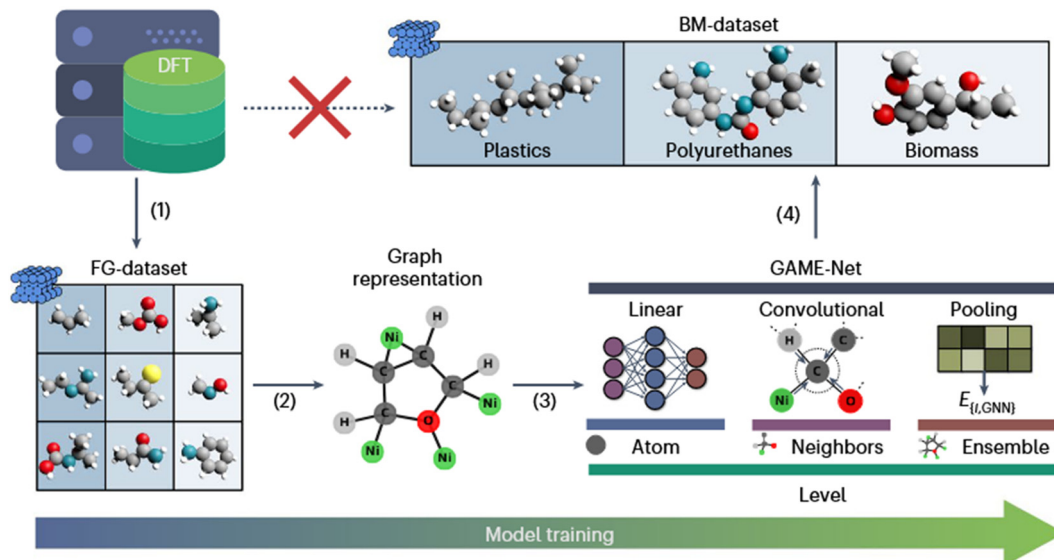 BM-dataset
DFT
Plastics
Polyurethanes
Biomass
(1)
(4)
FG-dataset
Graph
representation
GAME-Net
Linear
Convolutional
Pooling
H
Ni
C
H
C
H
C
Ni
C
H
O
Ni
Ni
(2)
(3)
H
C
C
Ni
O
E{i,GNN}
Atom
Neighbors
Ensemble
Level
Model training